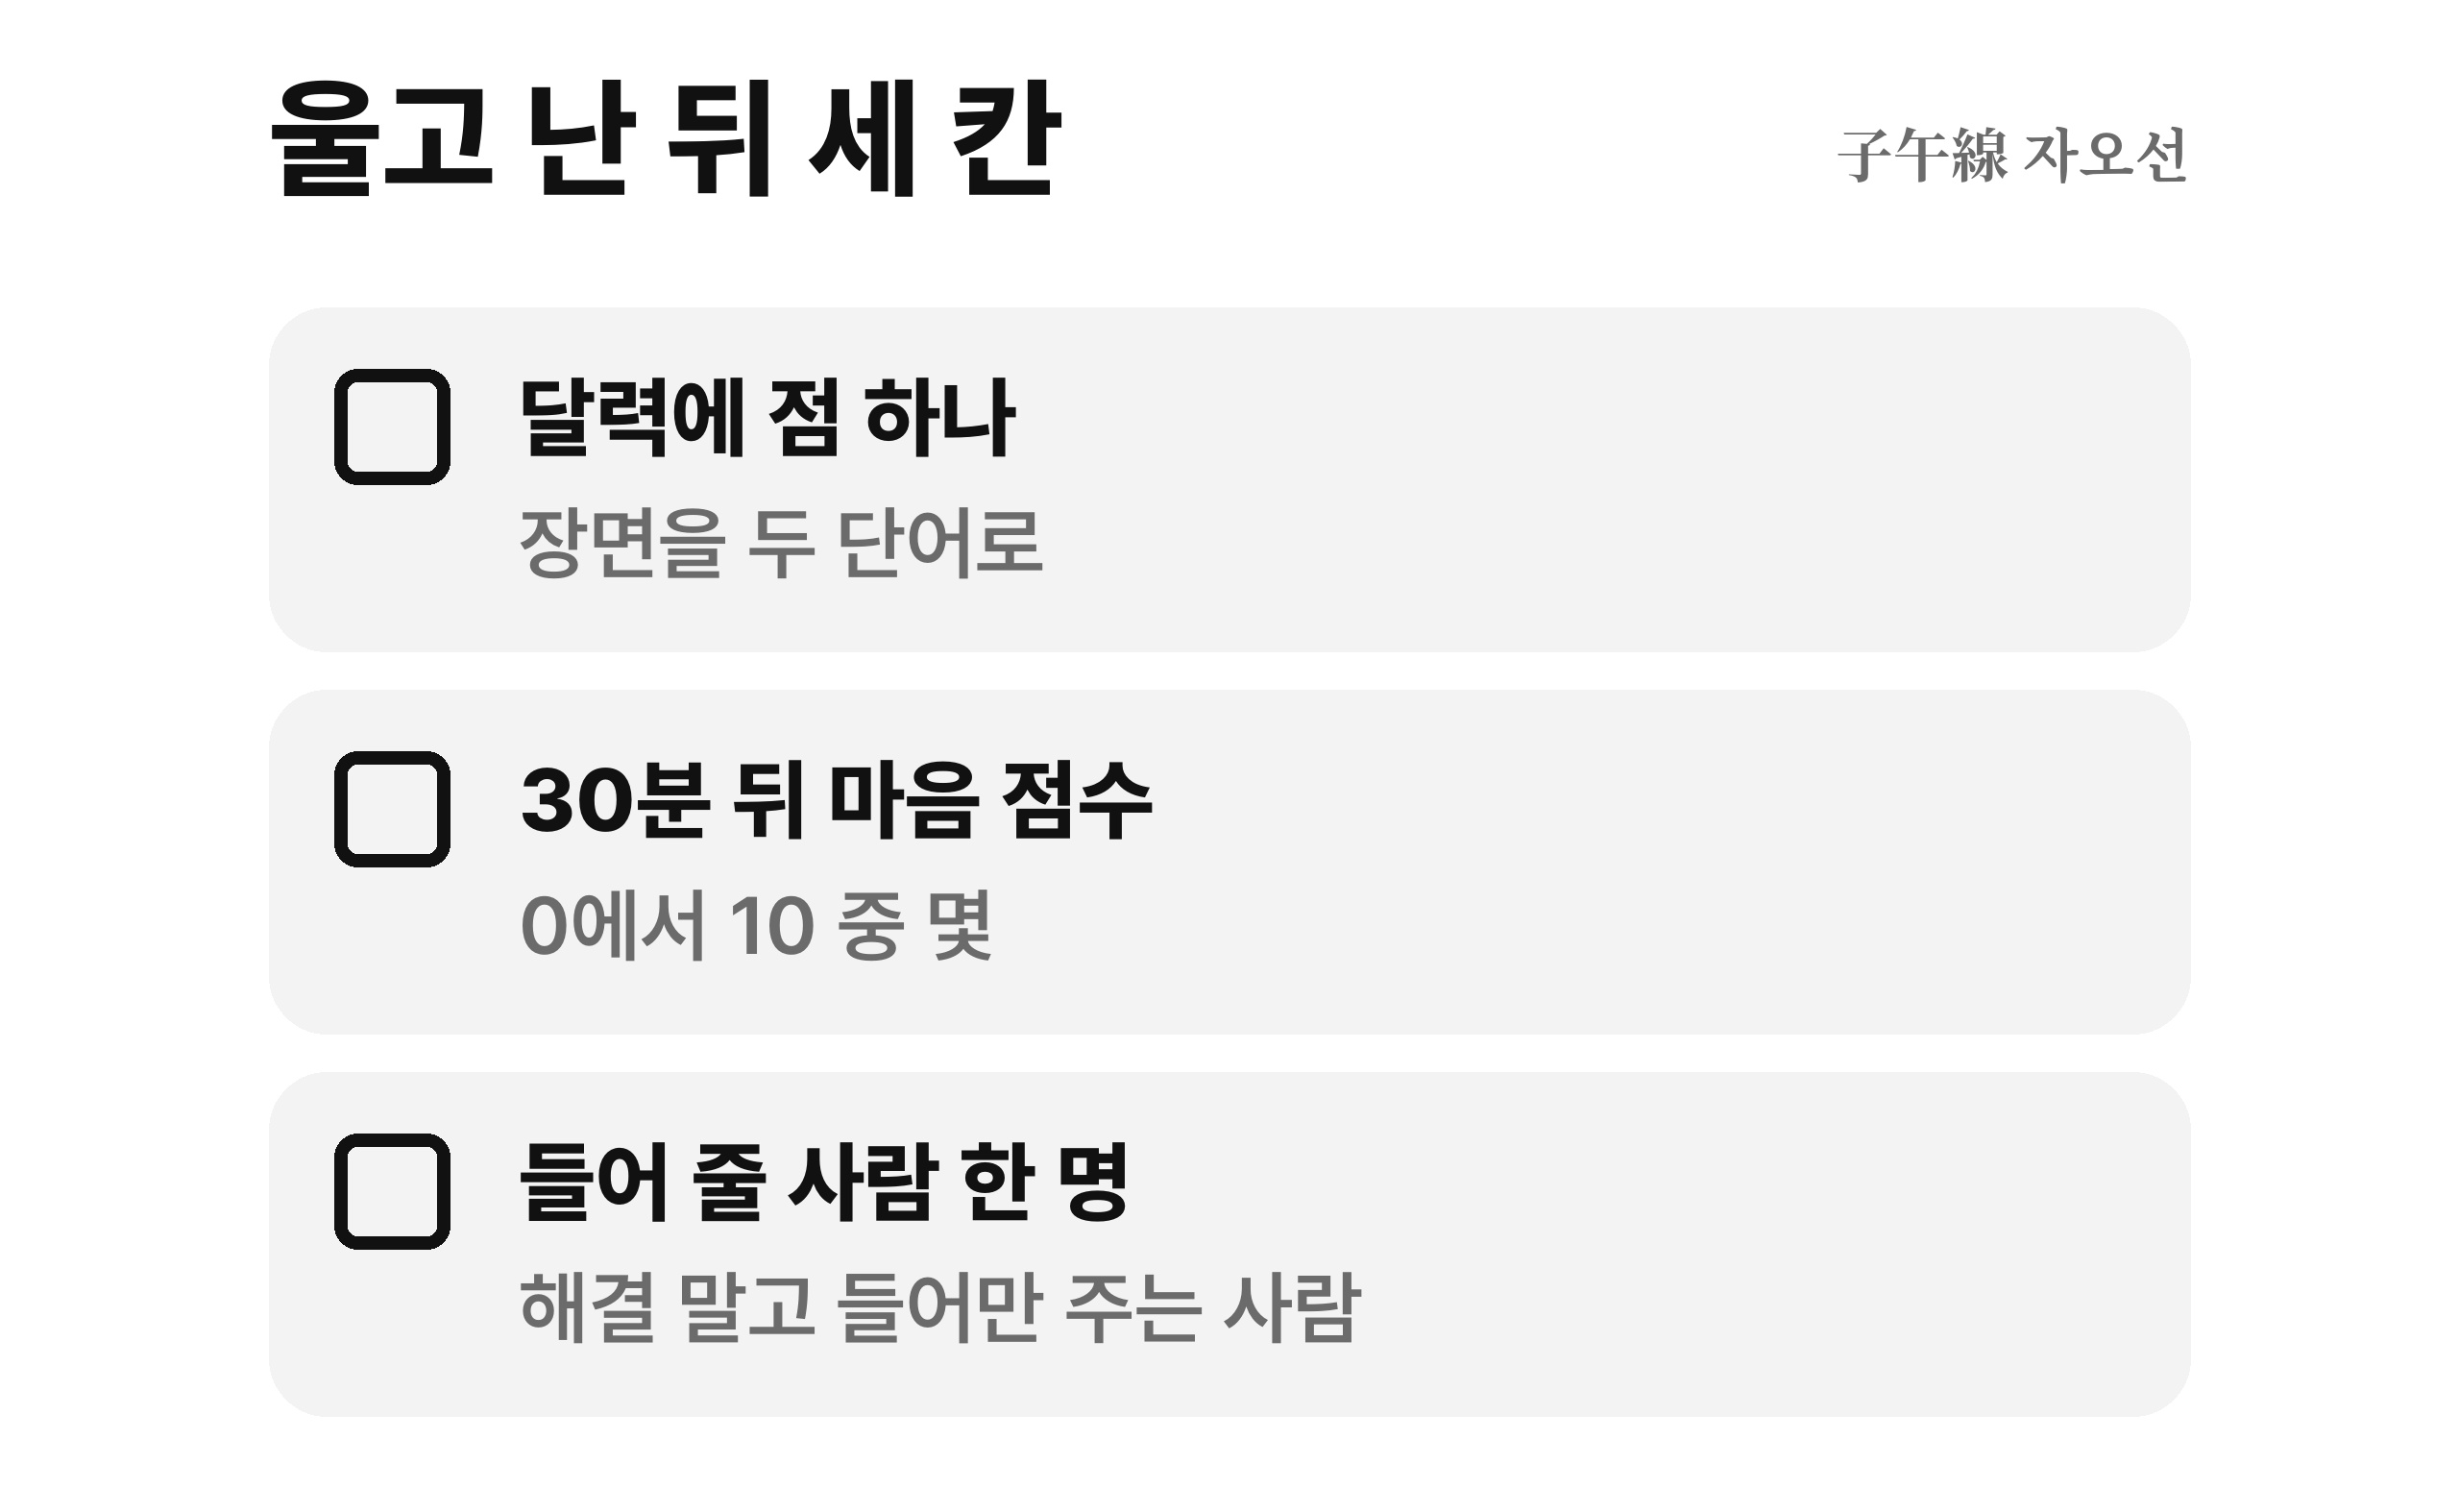 울고 난 뒤 세 칸
子午線 자오선
달력에 점 하나
장면을 두 단어로
30분 뒤 마음 점수
0에서 10 중 몇
들어 줄 사람 한 명
해결 말고 들어만 주는 사람